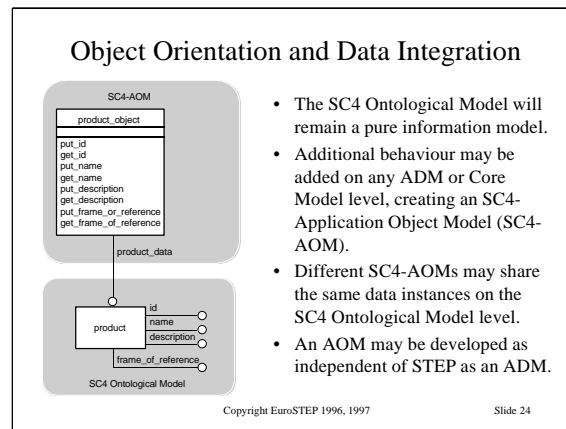 Object Orientation and Data Integration
SC4-AOM
product_object
put_id
get_id
put_name
get_name
put_description
get_description
put_frame_or_reference
get_frame_of_reference
product_data
product
id
name
description
frame_of_reference
SC4 Ontological Model
• The SC4 Ontological Model will
remain a pure information model.
• Additional behaviour may be
added on any ADM or Core
Model level, creating an SC4-
Application Object Model (SC4-
AOM).
• Different SC4-AOMs may share
the same data instances on the
SC4 Ontological Model level.
• An AOM may be developed as
independent of STEP as an ADM.
Copyright EuroSTEP 1996, 1997
Slide 24